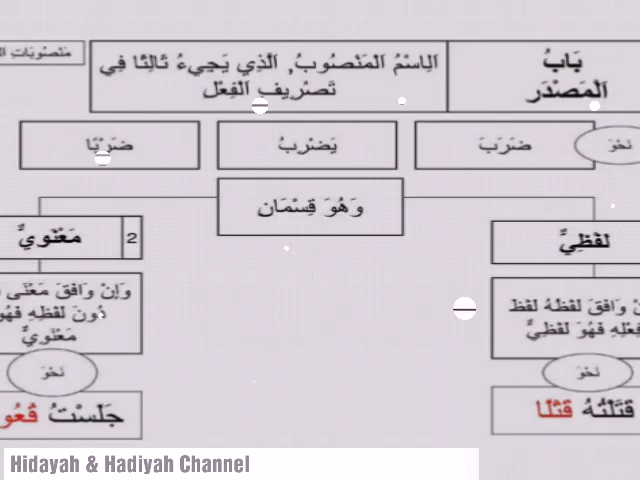 مَنْصُوبَاتِ
بَابُ الْمَصْدَرِ
اَلِاسْمُ الْمَنْصُوبُ, الَّذِي يَجِيءُ ثَالِثًا فِي
تَصْرِيفِ الْفِعْلِ
نَحْوَ
ضَرَبَ
يَضْرِبُ
ضَرْبًا
وَهُوَ قِسْمَانِ
لَفْظِيٌّ
2 مَعْنَوِيٌّ
وَافَقَ لَفْظُهُ لَفْظَ
فِعْلِهِ فَهُوَ لَفْظِيٌّ
وَإِنْ وَافَقَ مَعْنَى
دُونَ لَفْظِهِ فَهُوَ
مَعْنَوِيٌّ
نَحْوَ
نَحْوَ
قَتَلْتُهُ قَتْلًا
جَلَسْتُ
Hidayah & Hadiyah Channel